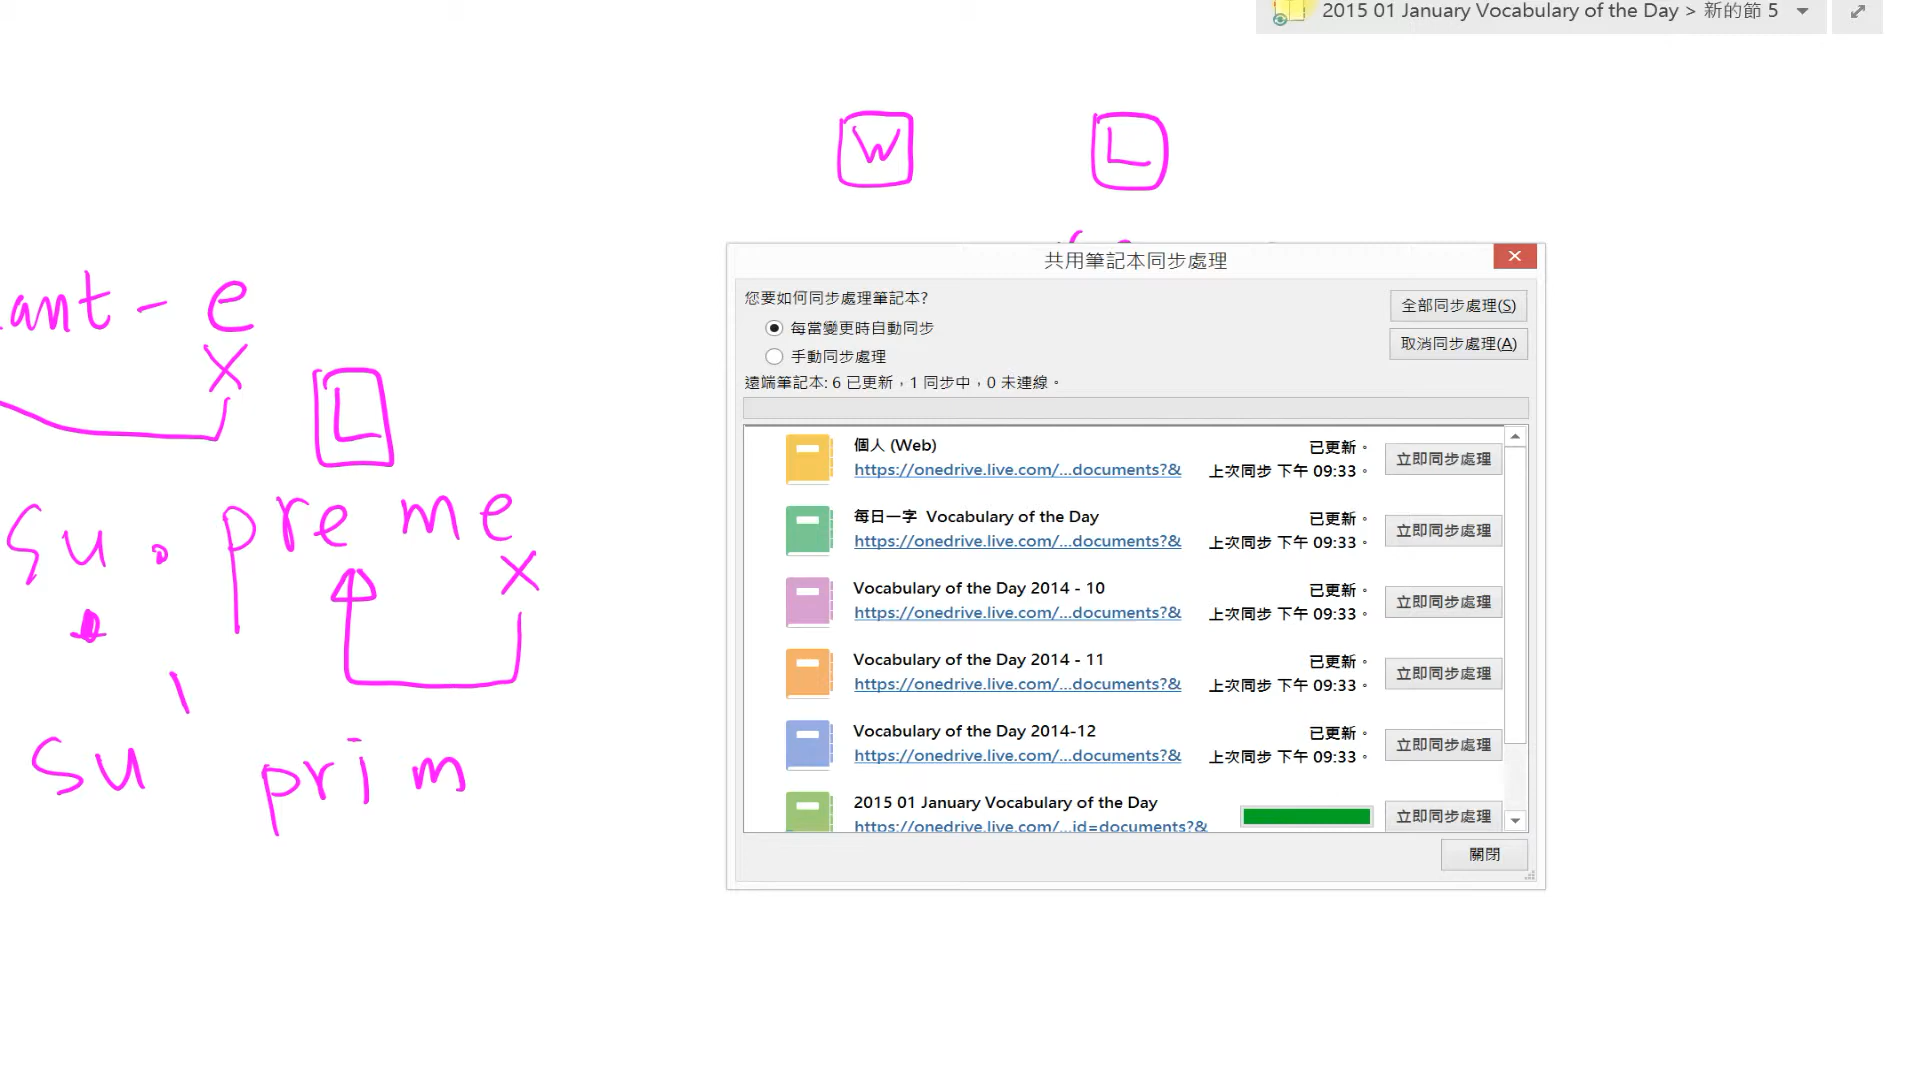 2015 01 January Vocabulary of the Day > 新的節 5
W
L
ant - e
x
L
su . pre me
x
su ' prim
共用筆記本同步處理
您要如何同步處理筆記本?
每當變更時自動同步
手動同步處理
全部同步處理(S)
取消同步處理(A)
遠端筆記本: 6 已更新，1 同步中，0 未連線。
個人 (Web)
已更新。
https://onedrive.live.com/...documents?&
上次同步 下午 09:33。
立即同步處理
每日一字 Vocabulary of the Day
已更新。
https://onedrive.live.com/...documents?&
上次同步 下午 09:33。
立即同步處理
Vocabulary of the Day 2014 - 10
已更新。
https://onedrive.live.com/...documents?&
上次同步 下午 09:33。
立即同步處理
Vocabulary of the Day 2014 - 11
已更新。
https://onedrive.live.com/...documents?&
上次同步 下午 09:33。
立即同步處理
Vocabulary of the Day 2014-12
已更新。
https://onedrive.live.com/...documents?&
上次同步 下午 09:33。
立即同步處理
2015 01 January Vocabulary of the Day
https://onedrive.live.com/...id=documents?&
立即同步處理
關閉